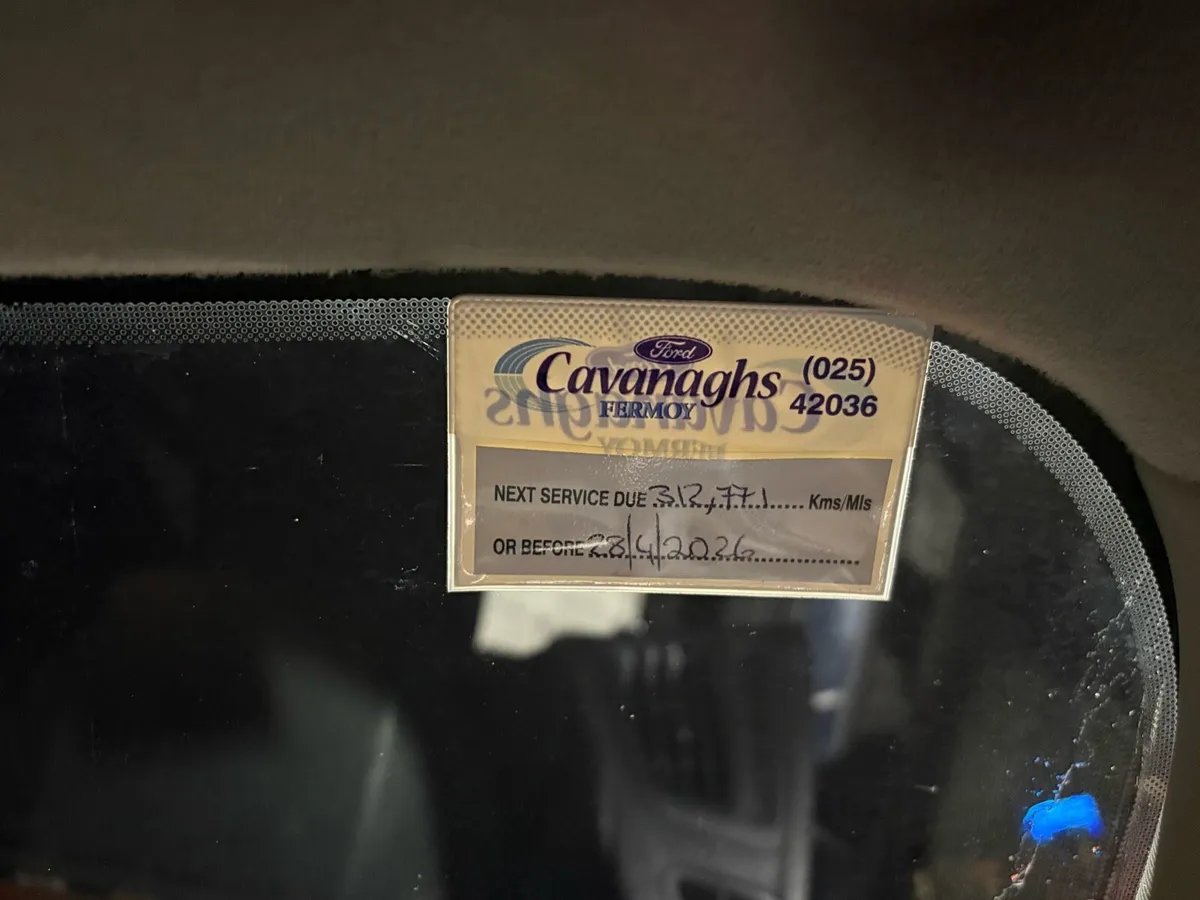 Ford
Cavanaghs
FERMOY
(025)
42036
NEXT SERVICE DUE 312,771 Kms/Mls
OR BEFORE 28/4/2026